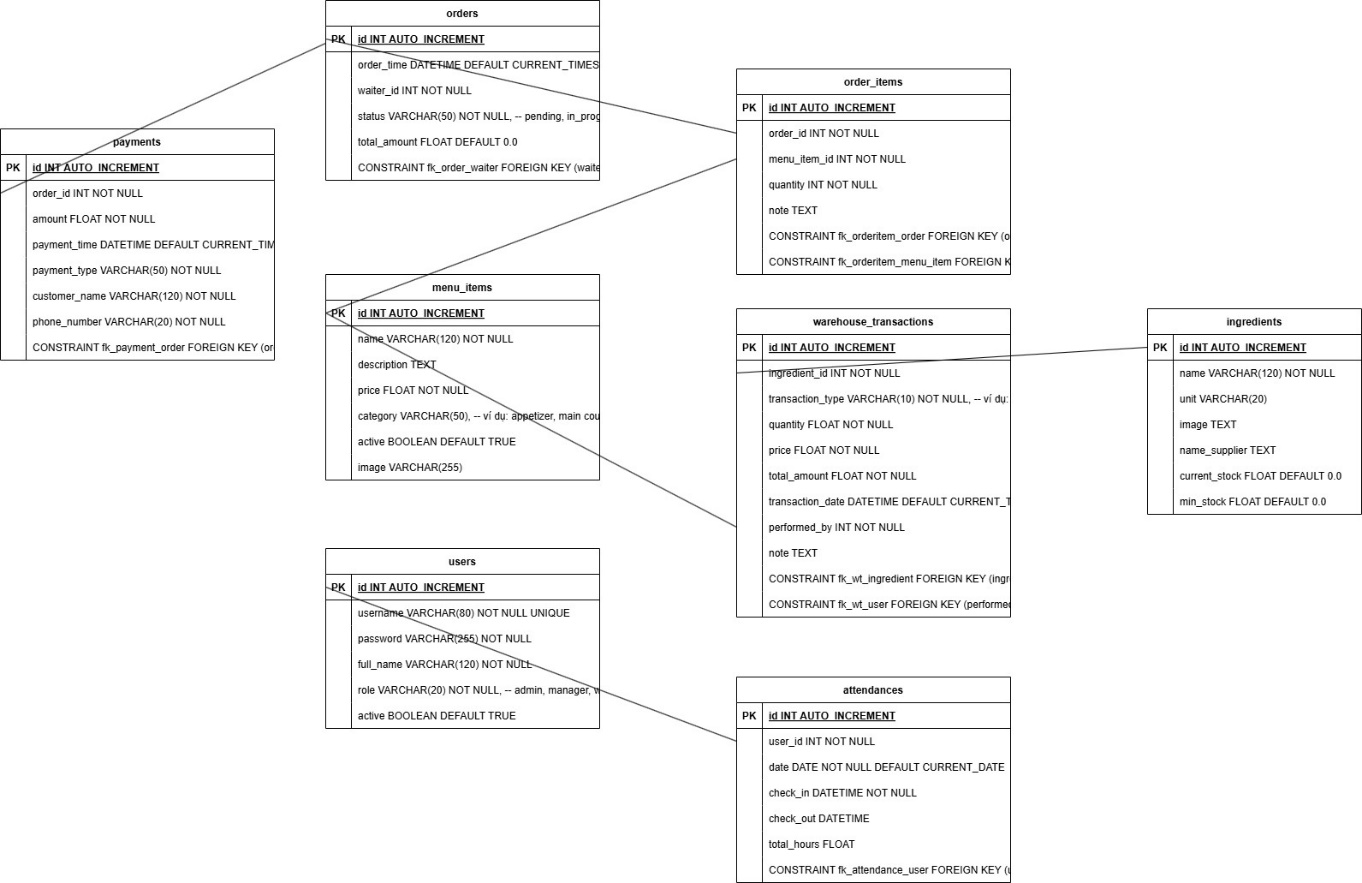 orders
PK id INT AUTO_INCREMENT
order_time DATETIME DEFAULT CURRENT_TIMES
waiter_id INT NOT NULL
status VARCHAR(50) NOT NULL, -- pending, in_prog
total_amount FLOAT DEFAULT 0.0
CONSTRAINT fk_order_waiter FOREIGN KEY (waite
payments
PK id INT AUTO_INCREMENT
order_id INT NOT NULL
amount FLOAT NOT NULL
payment_time DATETIME DEFAULT CURRENT_TIM
payment_type VARCHAR(50) NOT NULL
customer_name VARCHAR(120) NOT NULL
phone_number VARCHAR(20) NOT NULL
CONSTRAINT fk_payment_order FOREIGN KEY (or
order_items
PK id INT AUTO_INCREMENT
order_id INT NOT NULL
menu_item_id INT NOT NULL
quantity INT NOT NULL
note TEXT
CONSTRAINT fk_orderitem_order FOREIGN KEY (o
CONSTRAINT fk_orderitem_menu_item FOREIGN K
menu_items
PK id INT AUTO_INCREMENT
name VARCHAR(120) NOT NULL
description TEXT
price FLOAT NOT NULL
category VARCHAR(50), -- ví dụ: appetizer, main cou
active BOOLEAN DEFAULT TRUE
image VARCHAR(255)
warehouse_transactions
PK id INT AUTO_INCREMENT
ingredient_id INT NOT NULL
transaction_type VARCHAR(10) NOT NULL, -- ví dụ:
quantity FLOAT NOT NULL
price FLOAT NOT NULL
total_amount FLOAT NOT NULL
transaction_date DATETIME DEFAULT CURRENT_T
performed_by INT NOT NULL
note TEXT
CONSTRAINT fk_wt_ingredient FOREIGN KEY (ingr
CONSTRAINT fk_wt_user FOREIGN KEY (performed
ingredients
PK id INT AUTO_INCREMENT
name VARCHAR(120) NOT NULL
unit VARCHAR(20)
image TEXT
name_supplier TEXT
current_stock FLOAT DEFAULT 0.0
min_stock FLOAT DEFAULT 0.0
users
PK id INT AUTO_INCREMENT
username VARCHAR(80) NOT NULL UNIQUE
password VARCHAR(255) NOT NULL
full_name VARCHAR(120) NOT NULL
role VARCHAR(20) NOT NULL, -- admin, manager, w
active BOOLEAN DEFAULT TRUE
attendances
PK id INT AUTO_INCREMENT
user_id INT NOT NULL
date DATE NOT NULL DEFAULT CURRENT_DATE
check_in DATETIME NOT NULL
check_out DATETIME
total_hours FLOAT
CONSTRAINT fk_attendance_user FOREIGN KEY (u